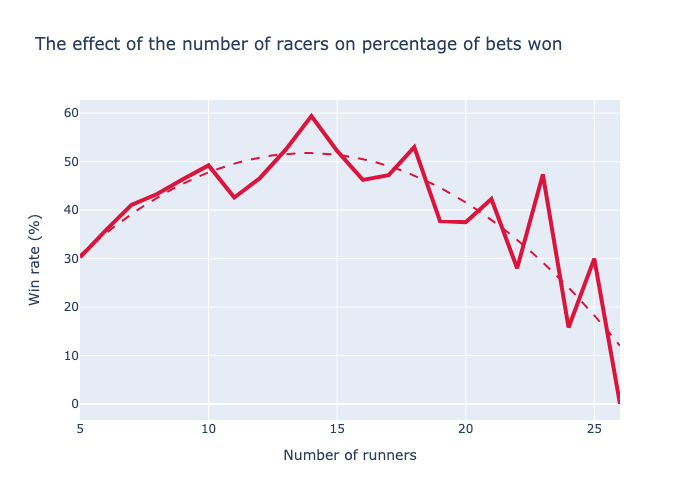 The effect of the number of racers on percentage of bets won
60
50
40
30
20
10
0
Win rate (%)
5 10 15 20 25
Number of runners